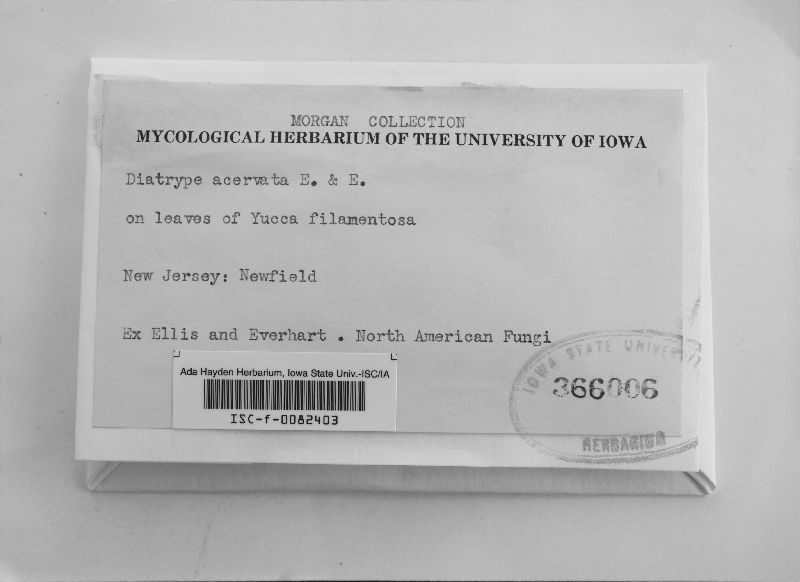 MORGAN COLLECTION
MYCOLOGICAL HERBARIUM OF THE UNIVERSITY OF IOWA
Diatrype acervata E. & E.
on leaves of Yucca filamentosa
New Jersey: Newfield
Ex Ellis and Everhart . North American Fungi
Ada Hayden Herbarium, Iowa State Univ.-ISC/IA
ISC-f-0082403
IOWA STATE UNIVERSITY
366006
HERBARIUM